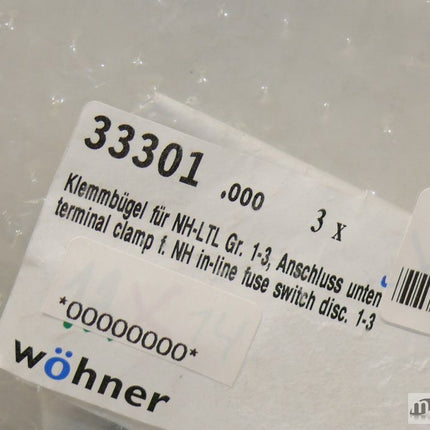 33301 .000 3 x
Klemmbügel für NH-LTL Gr. 1-3, Anschluss unten
terminal clamp f. NH in-line fuse switch disc. 1-3
*00000000*
wöhner